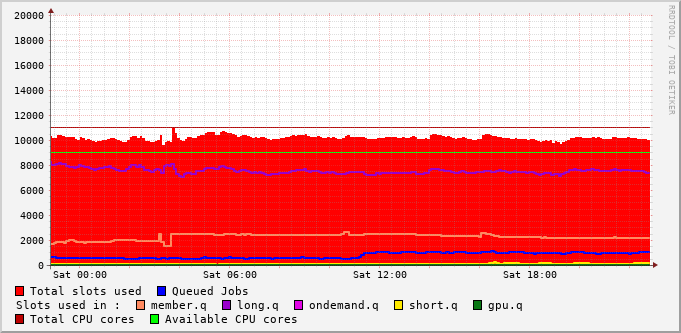 20000
18000
16000
14000
12000
10000
8000
6000
4000
2000
0
Sat 00:00 Sat 06:00 Sat 12:00 Sat 18:00
RRDTOOL / TOBI OETIKER
Total slots used Queued Jobs
Slots used in : member.q long.q ondemand.q short.q gpu.q
Total CPU cores Available CPU cores